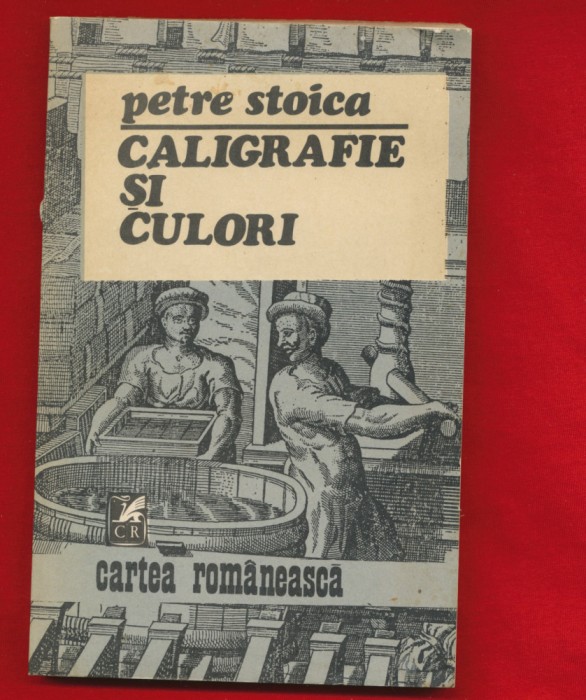 petre stoica
CALIGRAFIE
ȘI
CULORI
CR
cartea românească